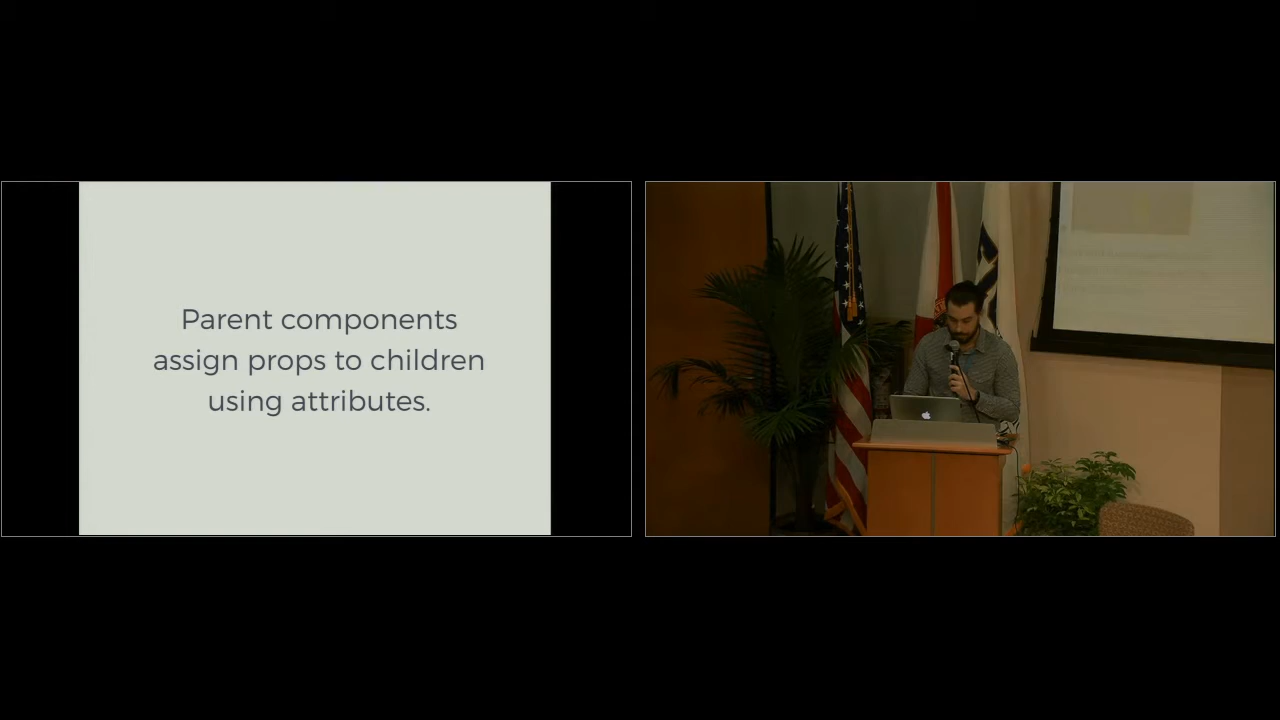 Parent components
assign props to children
using attributes.